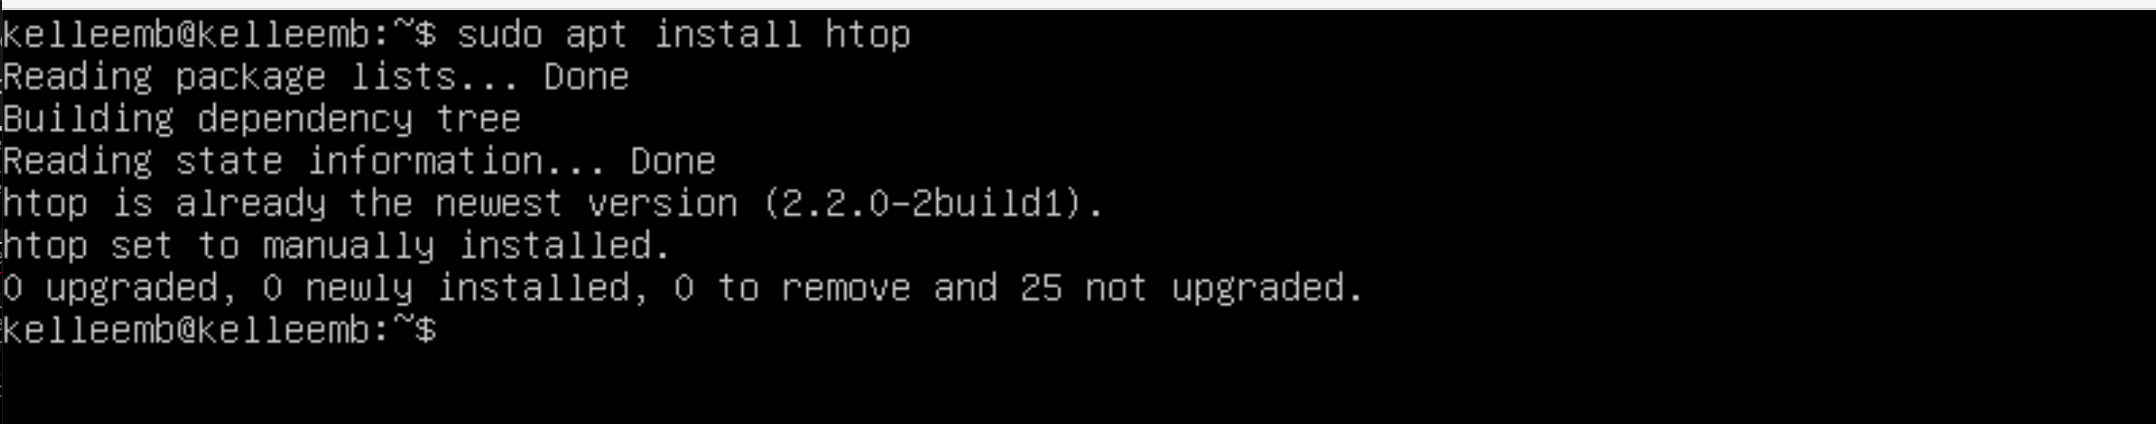 kelleemb@kelleemb:~$ sudo apt install htop
Reading package lists... Done
Building dependency tree
Reading state information... Done
htop is already the newest version (2.2.0-2build1).
htop set to manually installed.
0 upgraded, 0 newly installed, 0 to remove and 25 not upgraded.
kelleemb@kelleemb:~$